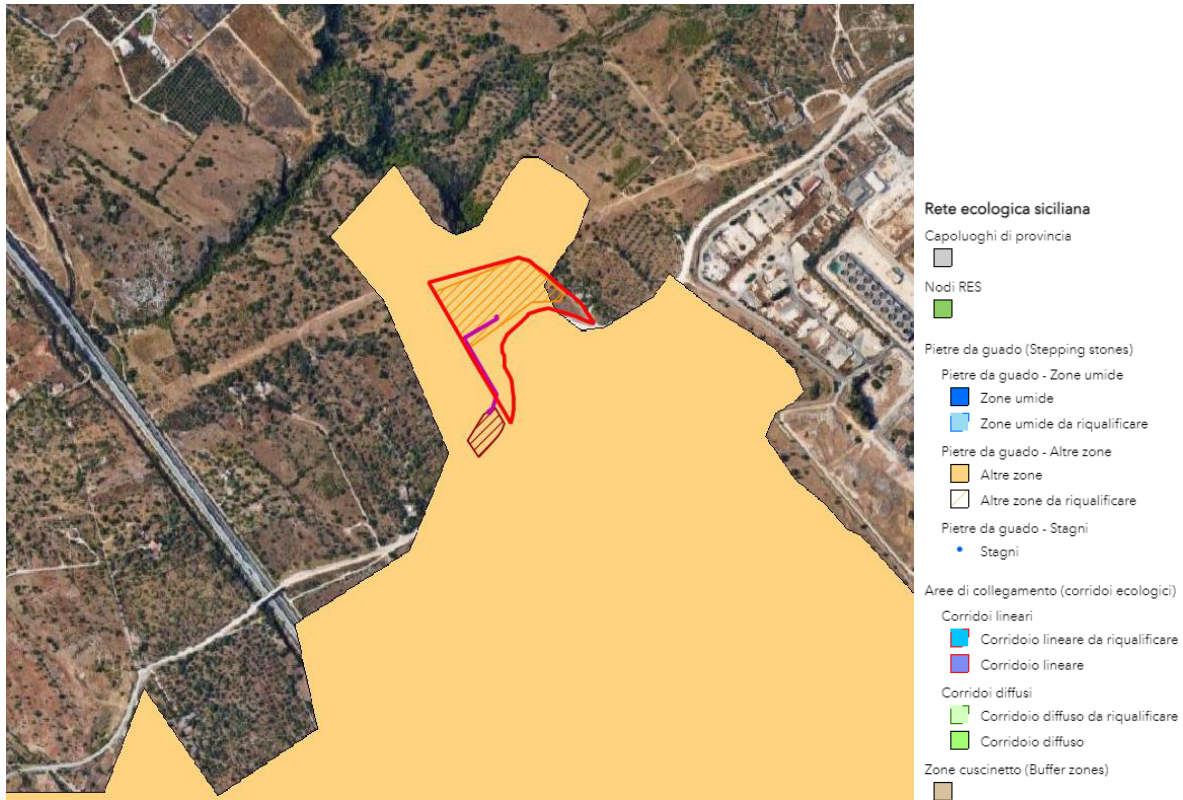 Rete ecologica siciliana
Capoluoghi di provincia
Nodi RES
Pietre da guado (Stepping stones)
Pietre da guado - Zone umide
Zone umide
Zone umide da riqualificare
Pietre da guado - Altre zone
Altre zone
Altre zone da riqualificare
Pietre da guado - Stagni
Stagni
Aree di collegamento (corridoi ecologici)
Corridoi lineari
Corridoio lineare da riqualificare
Corridoio lineare
Corridoi diffusi
Corridoio diffuso da riqualificare
Corridoio diffuso
Zone cuscinetto (Buffer zones)